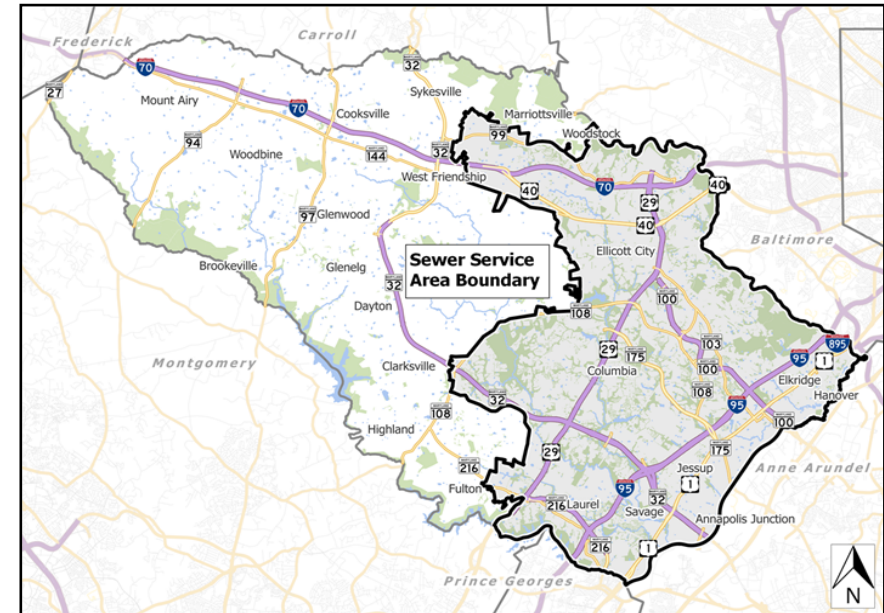 Frederick
Carroll
27
70
Mount Airy
70
Cooksville
32
Sykesville
Marriottsville
Woodstock
99
94
Woodbine
144
32
West Friendship
40
70
40
29
40
97
Glenwood
Ellicott City
Baltimore
Brookeville
Glenelg
Sewer Service
Area Boundary
32
Dayton
108
100
29
175
103
95
895
1
Montgomery
Clarksville
Columbia
100
Elkridge
32
108
95
Hanover
108
100
Highland
29
175
216
Jessup
Anne Arundel
Fulton
95
1
216
Laurel
32
Savage
Annapolis Junction
216
1
Prince Georges
N